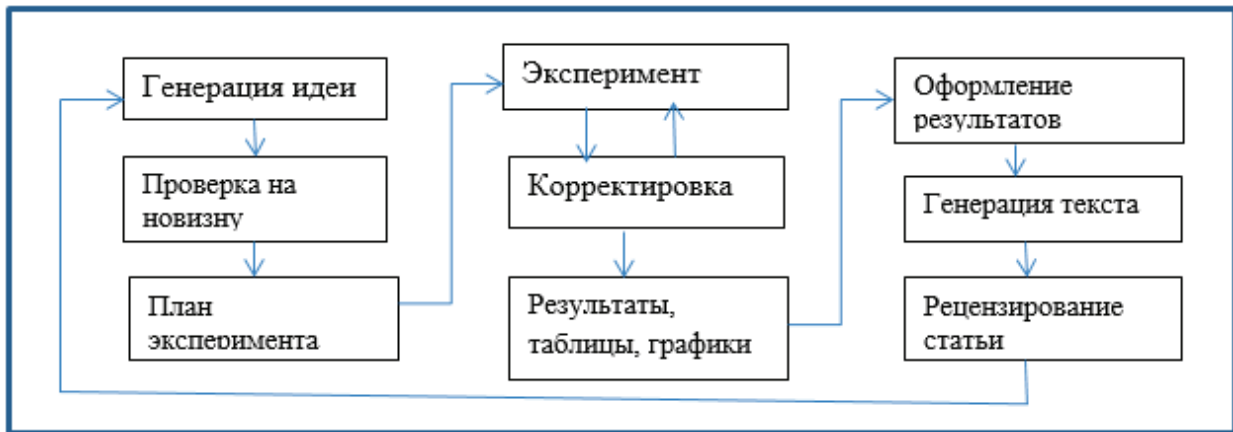 Генерация идеи
Проверка на
новизну
План
эксперимента
Эксперимент
Корректировка
Результаты,
таблицы, графики
Оформление
результатов
Генерация текста
Рецензирование
статьи